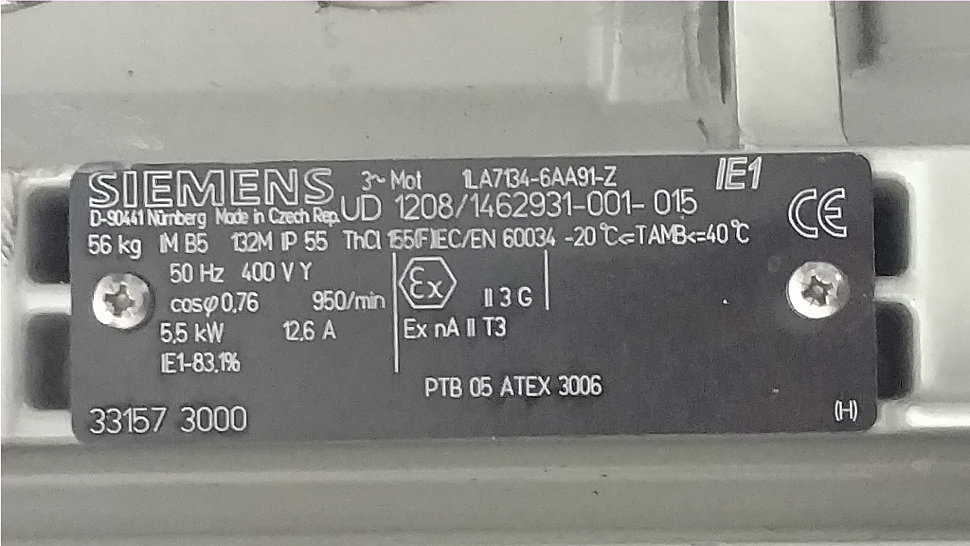 SIEMENS 3~ Mot 1LA7134-6AA91-Z IE1
D-90441 Nürnberg Made in Czech Rep. UD 1208/1462931-001-015
CE
56 kg IM B5 132M IP 55 ThCl 155(F)IEC/EN 60034 -20 °C<=TAMB<=40 °C
50 Hz 400 V Y
Ex II 3 G
cosφ 0,76 950/min
5,5 kW 12,6 A
Ex nA II T3
IE1-83,1%
PTB 05 ATEX 3006
33157 3000
(H)